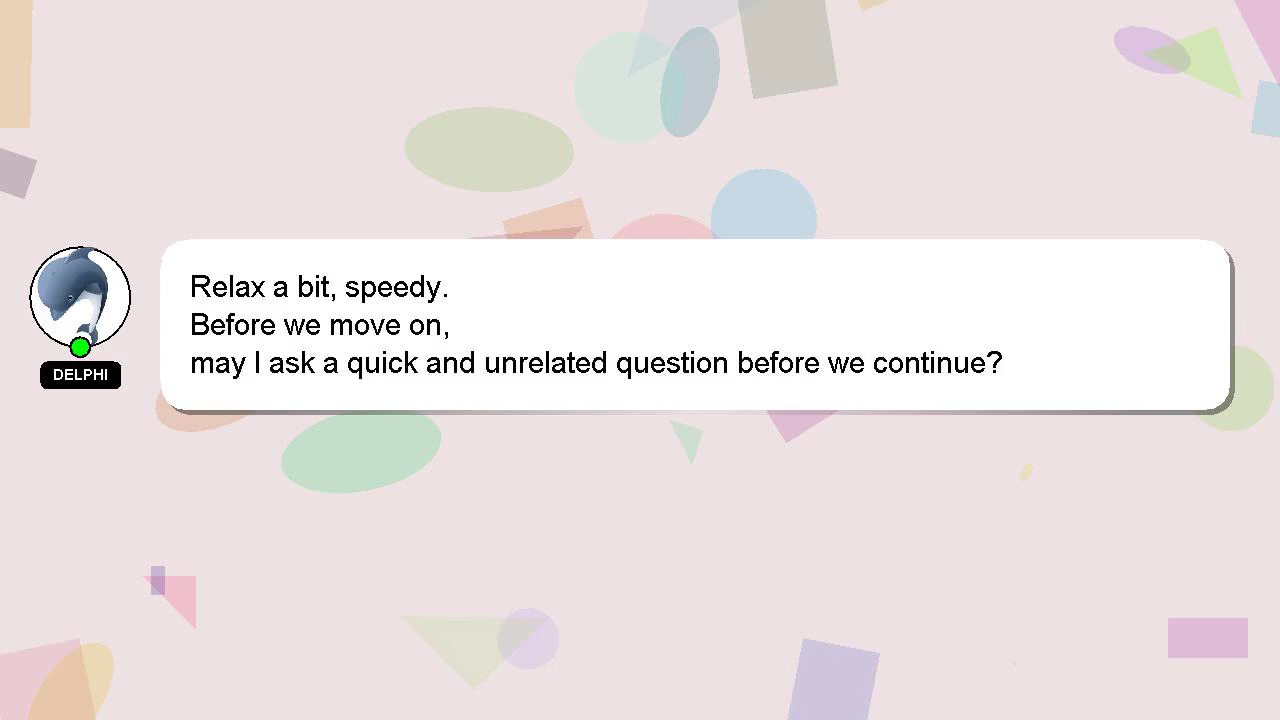 Relax a bit, speedy.
Before we move on,
may I ask a quick and unrelated question before we continue?
DELPHI